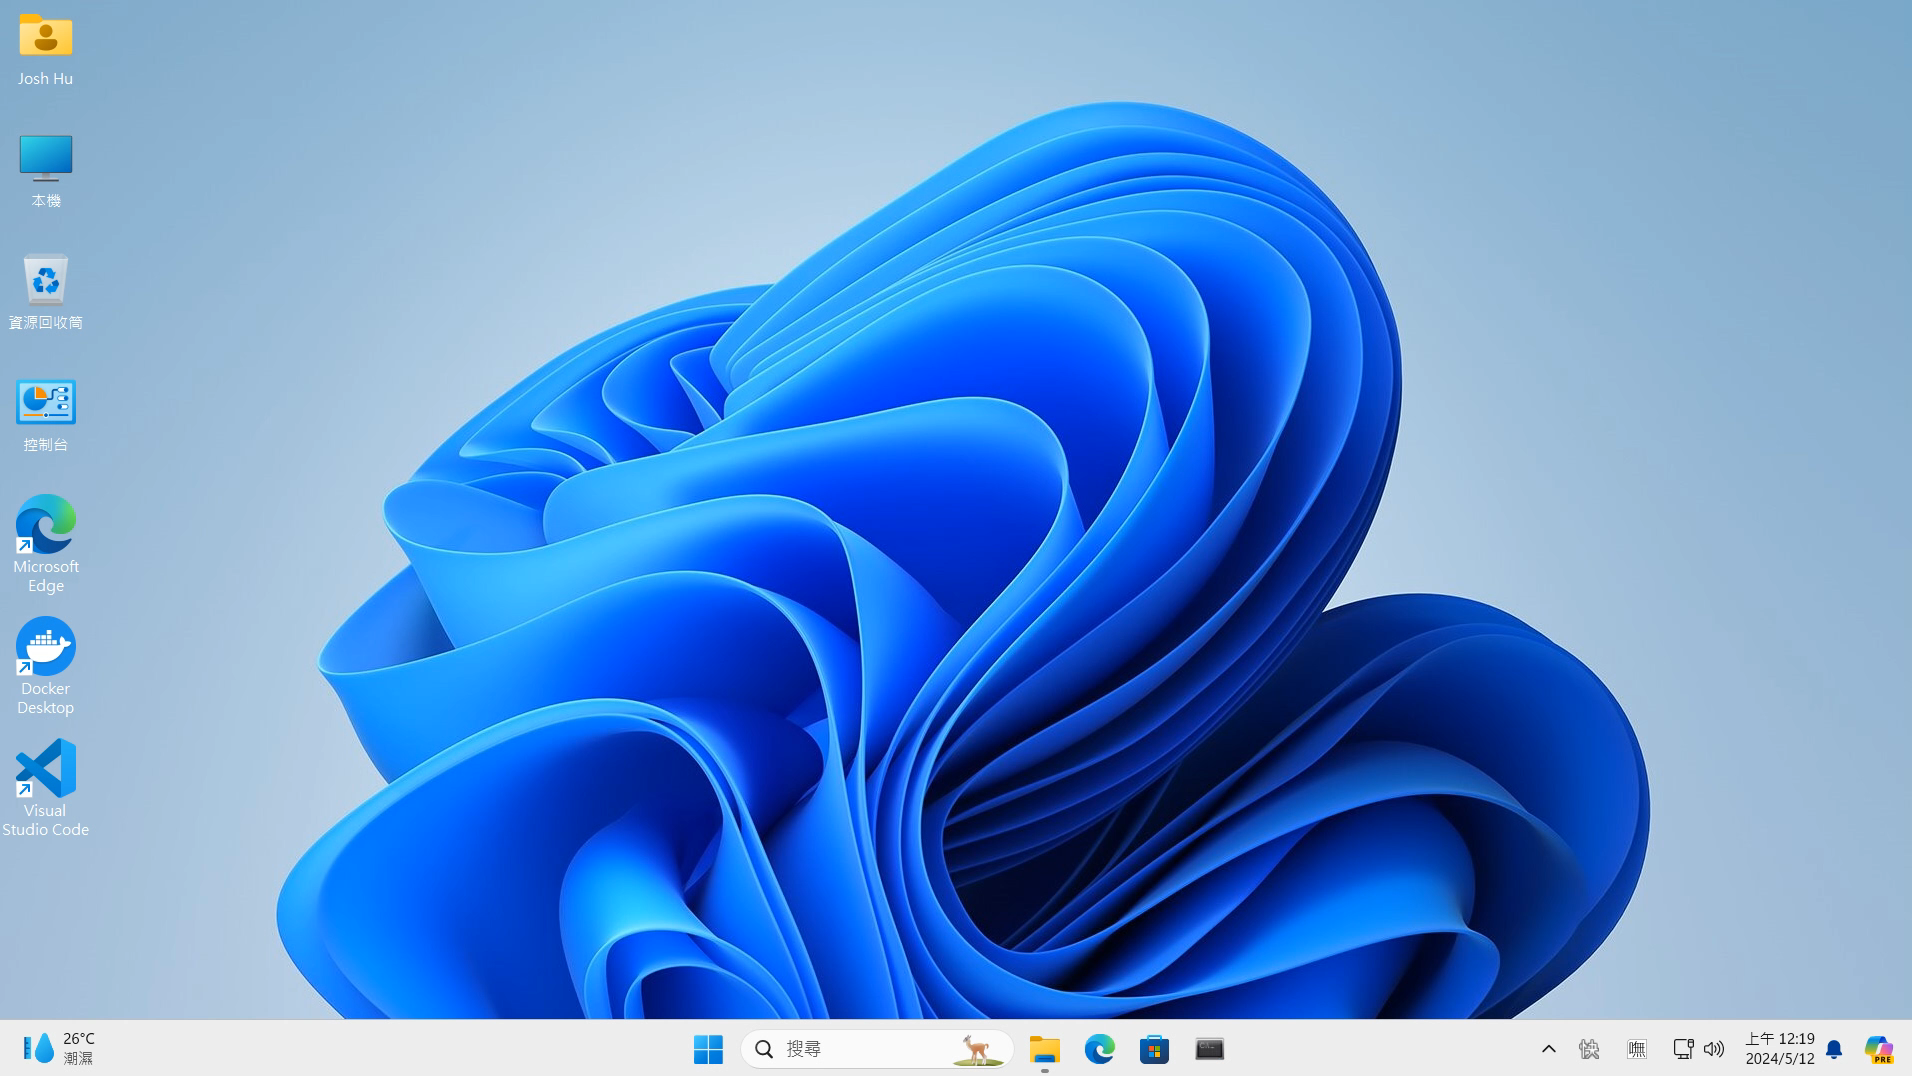 Josh Hu
本機
資源回收筒
控制台
Microsoft
Edge
Docker
Desktop
Visual
Studio Code
26°C
潮濕
搜尋
上午 12:19
2024/5/12
PRE